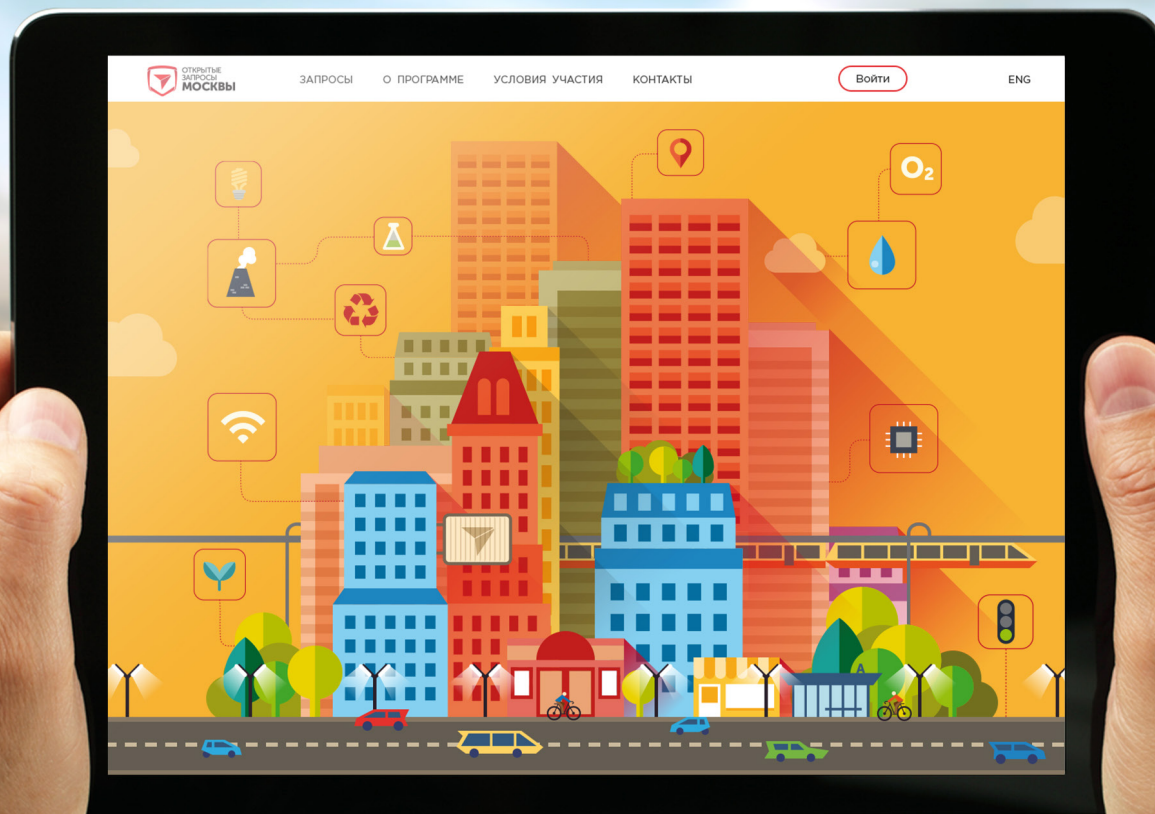 ОТКРЫТЫЕ
ЗАПРОСЫ
МОСКВЫ
ЗАПРОСЫ О ПРОГРАММЕ УСЛОВИЯ УЧАСТИЯ КОНТАКТЫ Войти ENG
O₂
A